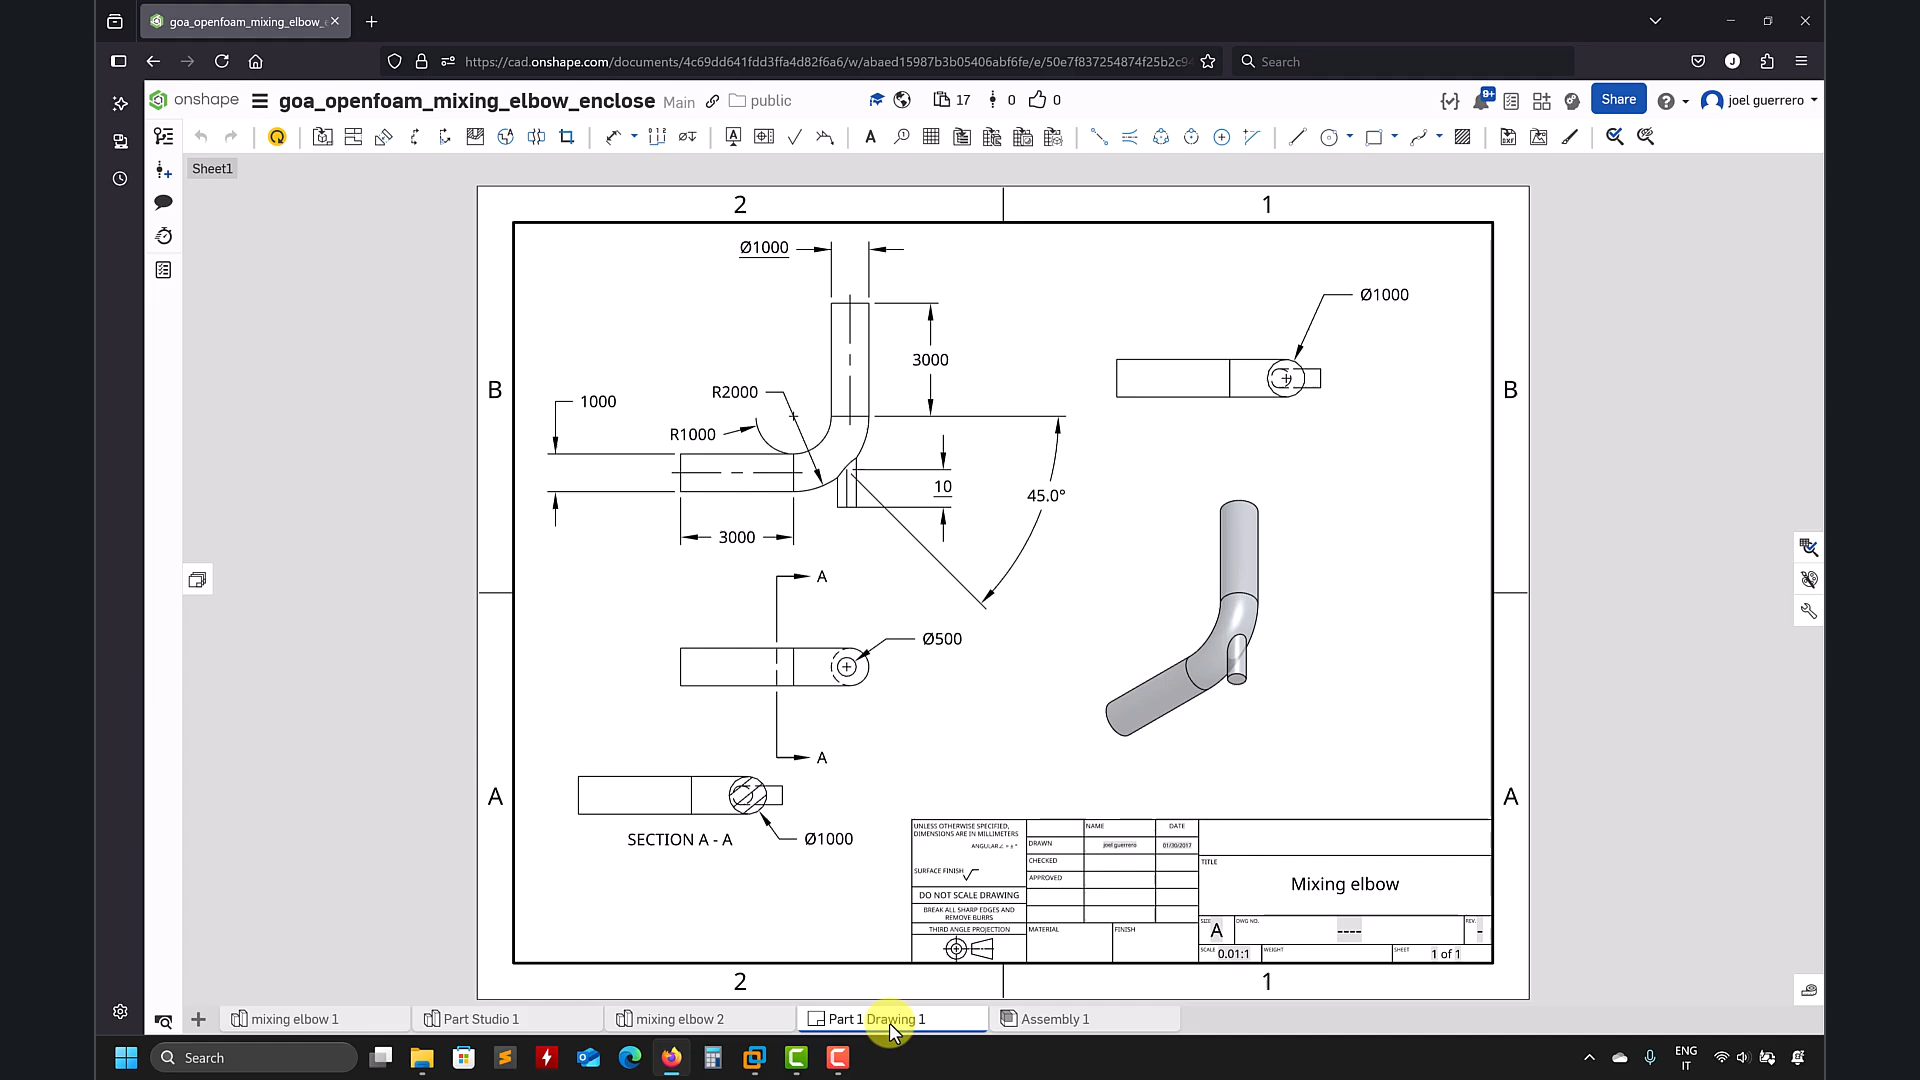 goa_openfoam_mixing_elbow_
https://cad.onshape.com/documents/4c69dd641fdd3ffa4d82f6a6/w/abaed15987b3b05406abf6fe/e/50e7f837254874f25b2c9
Search
onshape
goa_openfoam_mixing_elbow_enclose
Main
public
17
0
0
9+
Share
joel guerrero
Sheet1
2
1
Ø1000
Ø1000
3000
B
R2000
B
1000
R1000
10
45.0°
3000
A
Ø500
A
A
A
SECTION A - A
Ø1000
UNLESS OTHERWISE SPECIFIED,
DIMENSIONS ARE IN MILLIMETERS
ANGULAR∠ = ± °
SURFACE FINISH
DO NOT SCALE DRAWING
BREAK ALL SHARP EDGES AND
REMOVE BURRS
THIRD ANGLE PROJECTION
NAME
DATE
DRAWN
joel guerrero
01/30/2017
CHECKED
APPROVED
MATERIAL
FINISH
TITLE
Mixing elbow
SIZE
A
DWG NO.
----
REV.
-
SCALE
0.01:1
WEIGHT
SHEET
1 of 1
2
1
mixing elbow 1
Part Studio 1
mixing elbow 2
Part 1 Drawing 1
Assembly 1
Search
ENG
IT